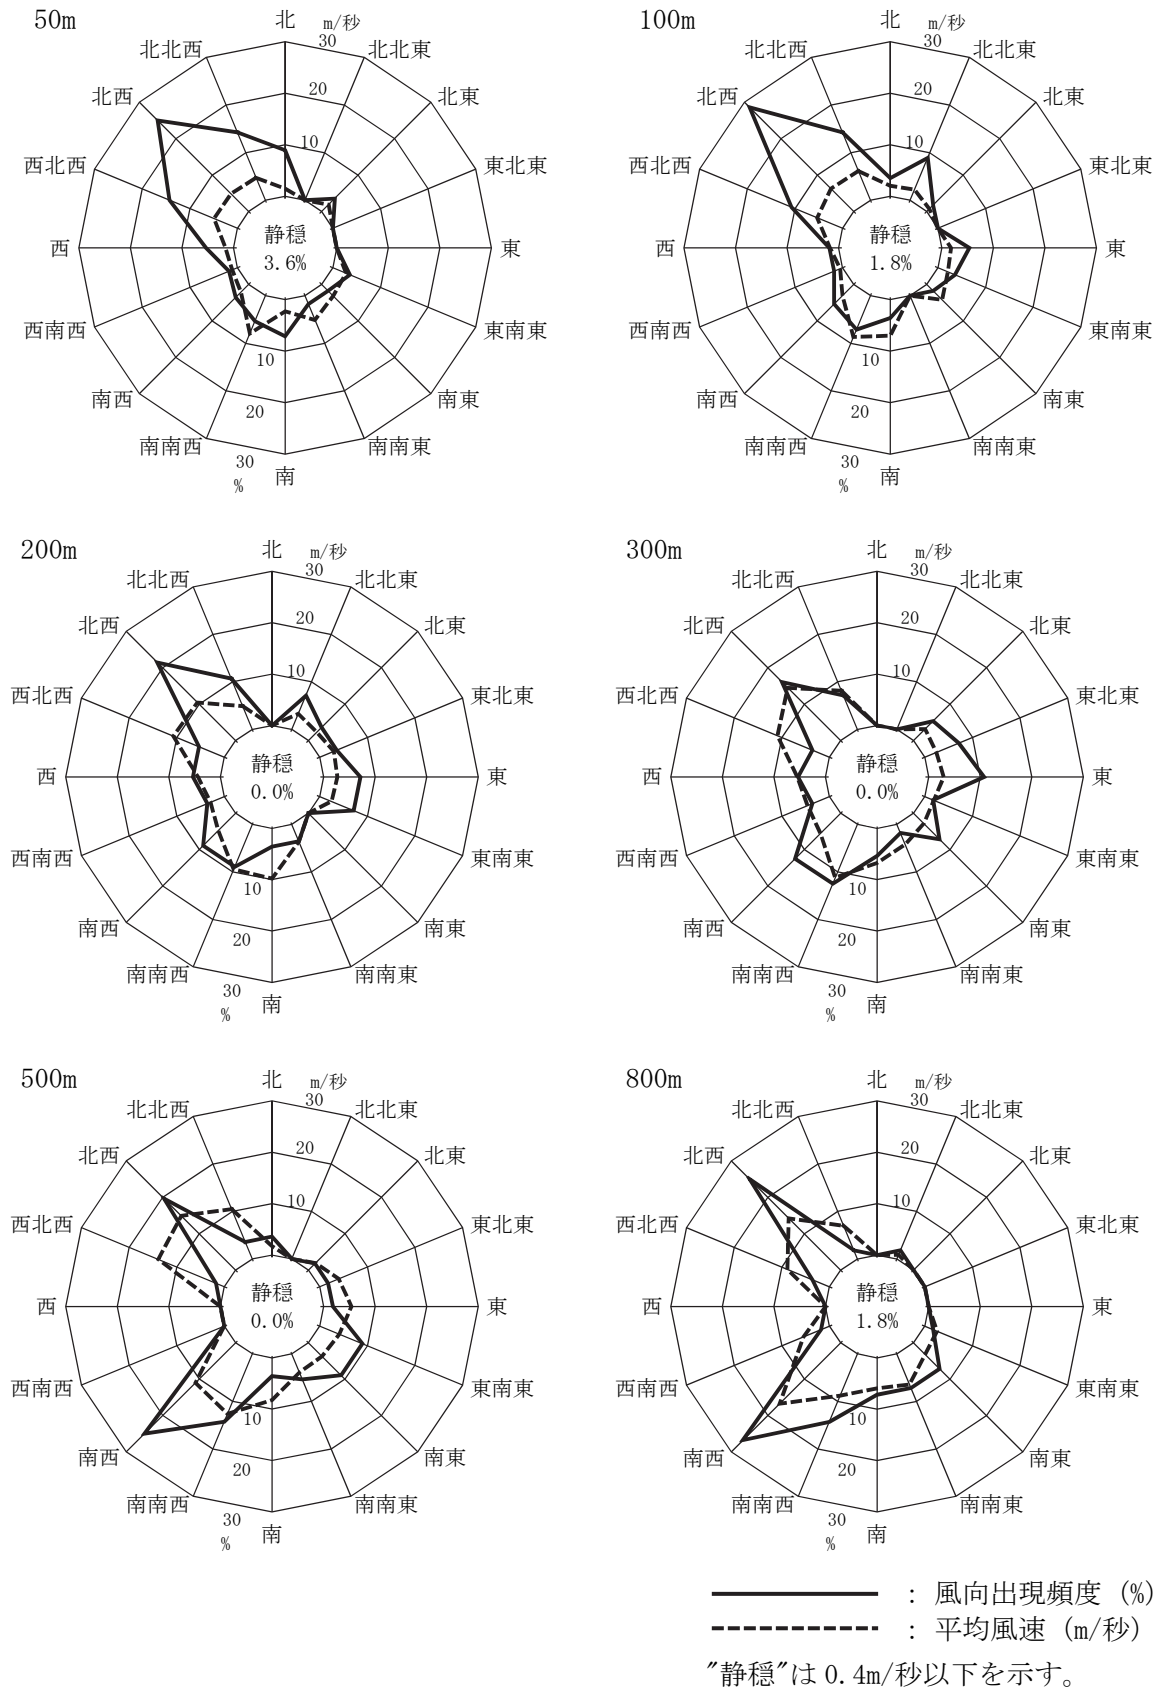 50m
北 m/秒
30
北北西 北北東
20
北西 北東
10
西北西 東北東
静穏
西 東
3.6%
西南西 東南東
10
南西 南東
20
南南西 南南東
30
南
%
100m
北 m/秒
30
北北西 北北東
20
北西 北東
10
西北西 東北東
静穏
西 東
1.8%
西南西 東南東
10
南西 南東
20
南南西 南南東
30
南
%
200m
北 m/秒
30
北北西 北北東
20
北西 北東
10
西北西 東北東
静穏
西 東
0.0%
西南西 東南東
10
南西 南東
20
南南西 南南東
30
南
%
300m
北 m/秒
30
北北西 北北東
20
北西 北東
10
西北西 東北東
静穏
西 東
0.0%
西南西 東南東
10
南西 南東
20
南南西 南南東
30
南
%
500m
北 m/秒
30
北北西 北北東
20
北西 北東
10
西北西 東北東
静穏
西 東
0.0%
西南西 東南東
10
南西 南東
20
南南西 南南東
30
南
%
800m
北 m/秒
30
北北西 北北東
20
北西 北東
10
西北西 東北東
静穏
西 東
1.8%
西南西 東南東
10
南西 南東
20
南南西 南南東
30
南
%
: 風向出現頻度 (%)
: 平均風速 (m/秒)
″静穏″は0.4m/秒以下を示す。